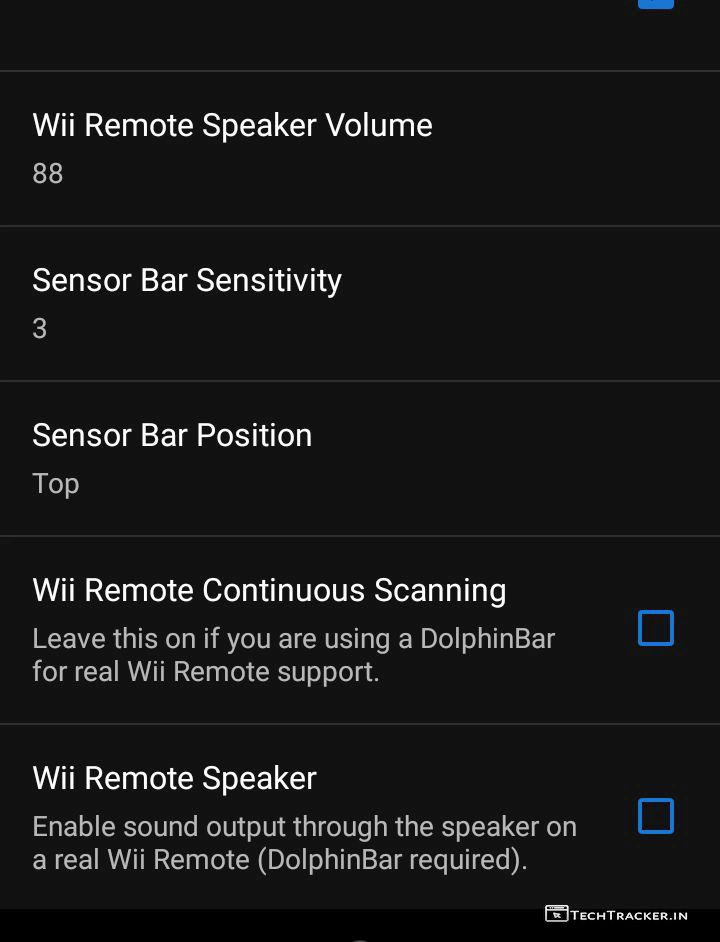 Wii Remote Speaker Volume
88
Sensor Bar Sensitivity
3
Sensor Bar Position
Top
Wii Remote Continuous Scanning
Leave this on if you are using a DolphinBar
for real Wii Remote support.
Wii Remote Speaker
Enable sound output through the speaker on
a real Wii Remote (DolphinBar required).
TECHTRACKER.IN